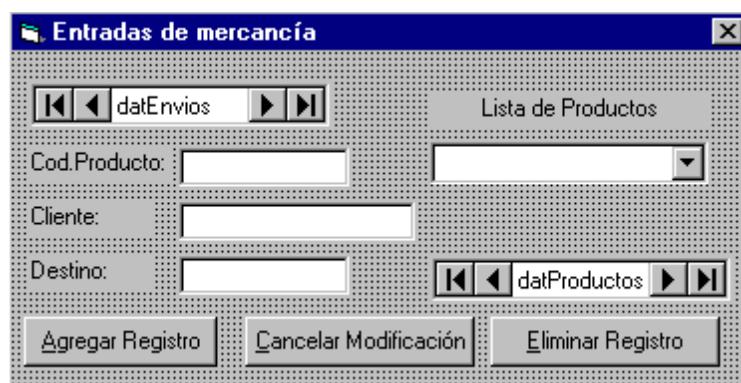 Entradas de mercancía
datEnvios
Lista de Productos
Cod.Producto:
Cliente:
Destino:
datProductos
Agregar Registro
Cancelar Modificación
Eliminar Registro